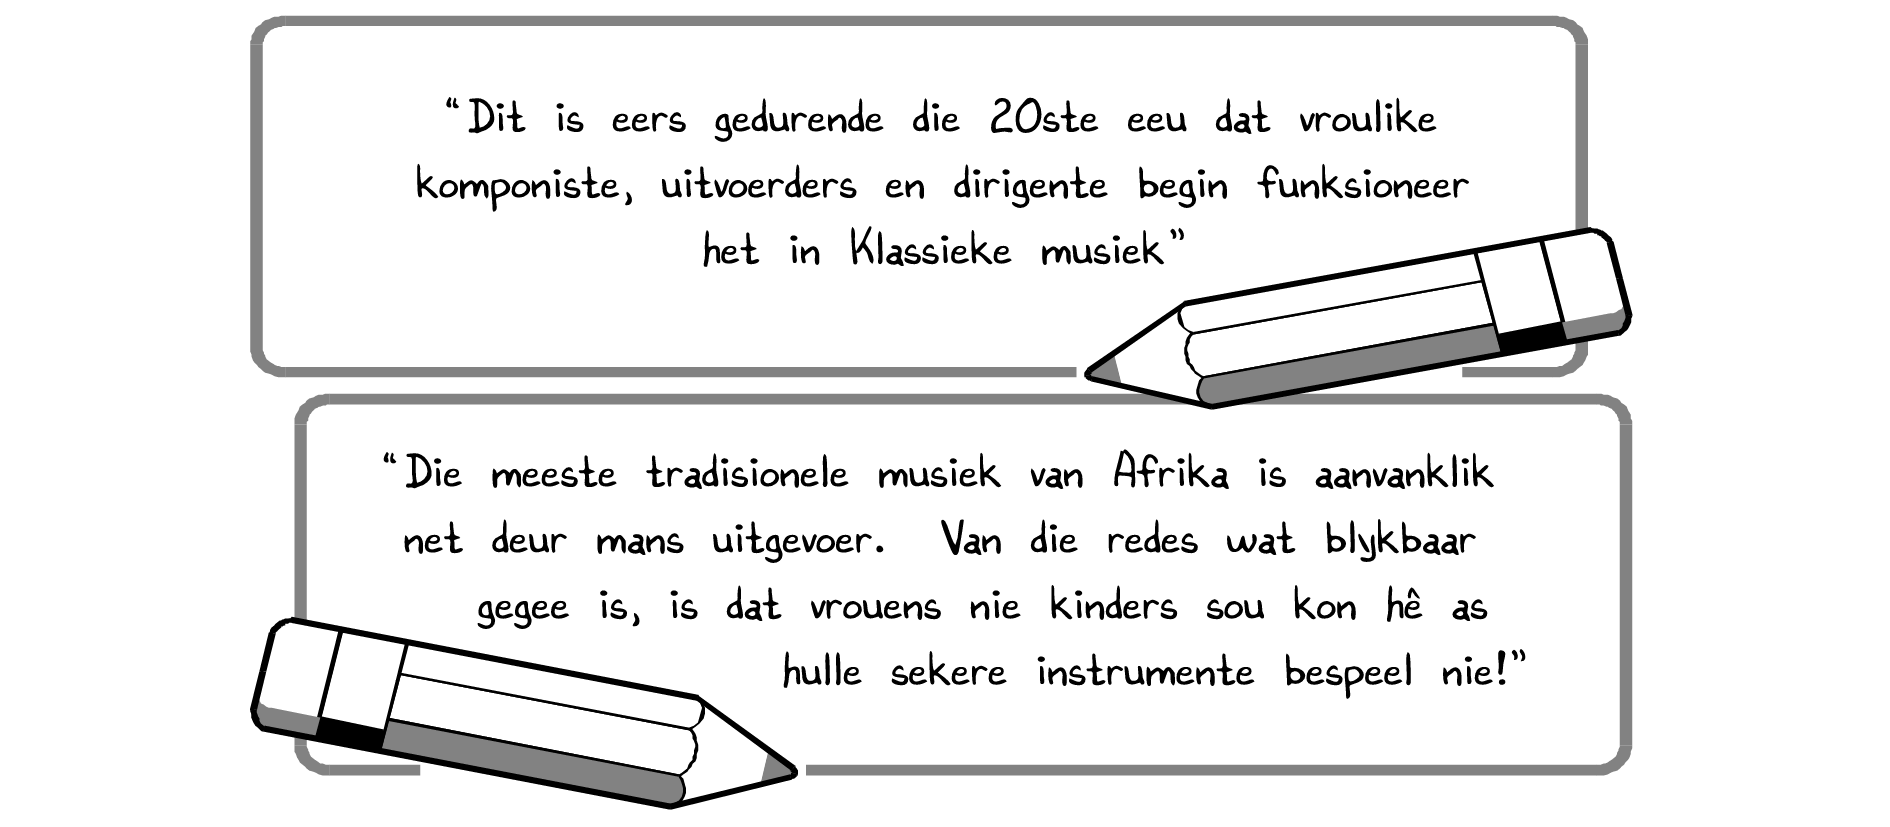 “Dit is eers gedurende die 20ste eeu dat vroulike
komponiste, uitvoerders en dirigente begin funksioneer
het in Klassieke musiek”
“Die meeste tradisionele musiek van Afrika is aanvanklik
net deur mans uitgevoer. Van die redes wat blykbaar
gegee is, is dat vrouens nie kinders sou kon hê as
hulle sekere instrumente bespeel nie!”